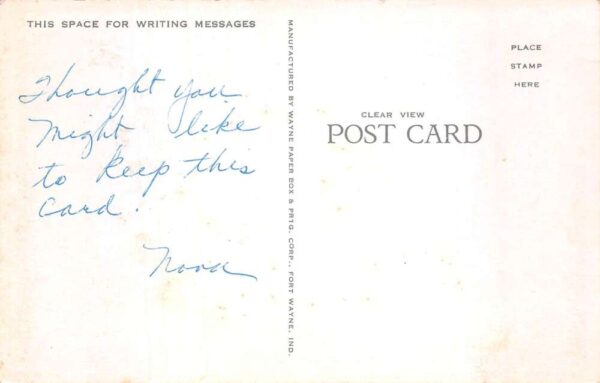 THIS SPACE FOR WRITING MESSAGES
Thought you
might like
to keep this
card.
Nora
MANUFACTURED BY WAYNE PAPER BOX & PRTG. CORP., FORT WAYNE, IND.
CLEAR VIEW
POST CARD
PLACE
STAMP
HERE